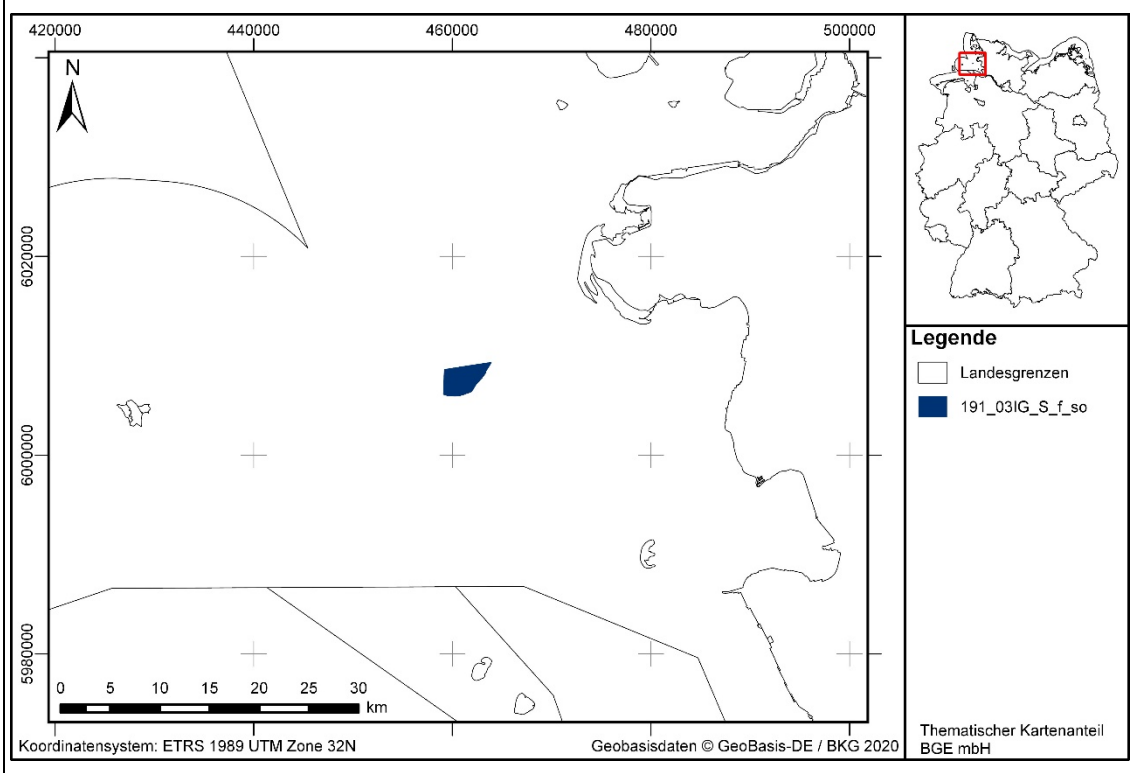 420000 440000 460000 480000 500000
N
6020000
6000000
5980000
0 5 10 15 20 25 30
km
Koordinatensystem: ETRS 1989 UTM Zone 32N
Geobasisdaten © GeoBasis-DE / BKG 2020
Legende
Landesgrenzen
191_03IG_S_f_so
Thematischer Kartenanteil
BGE mbH